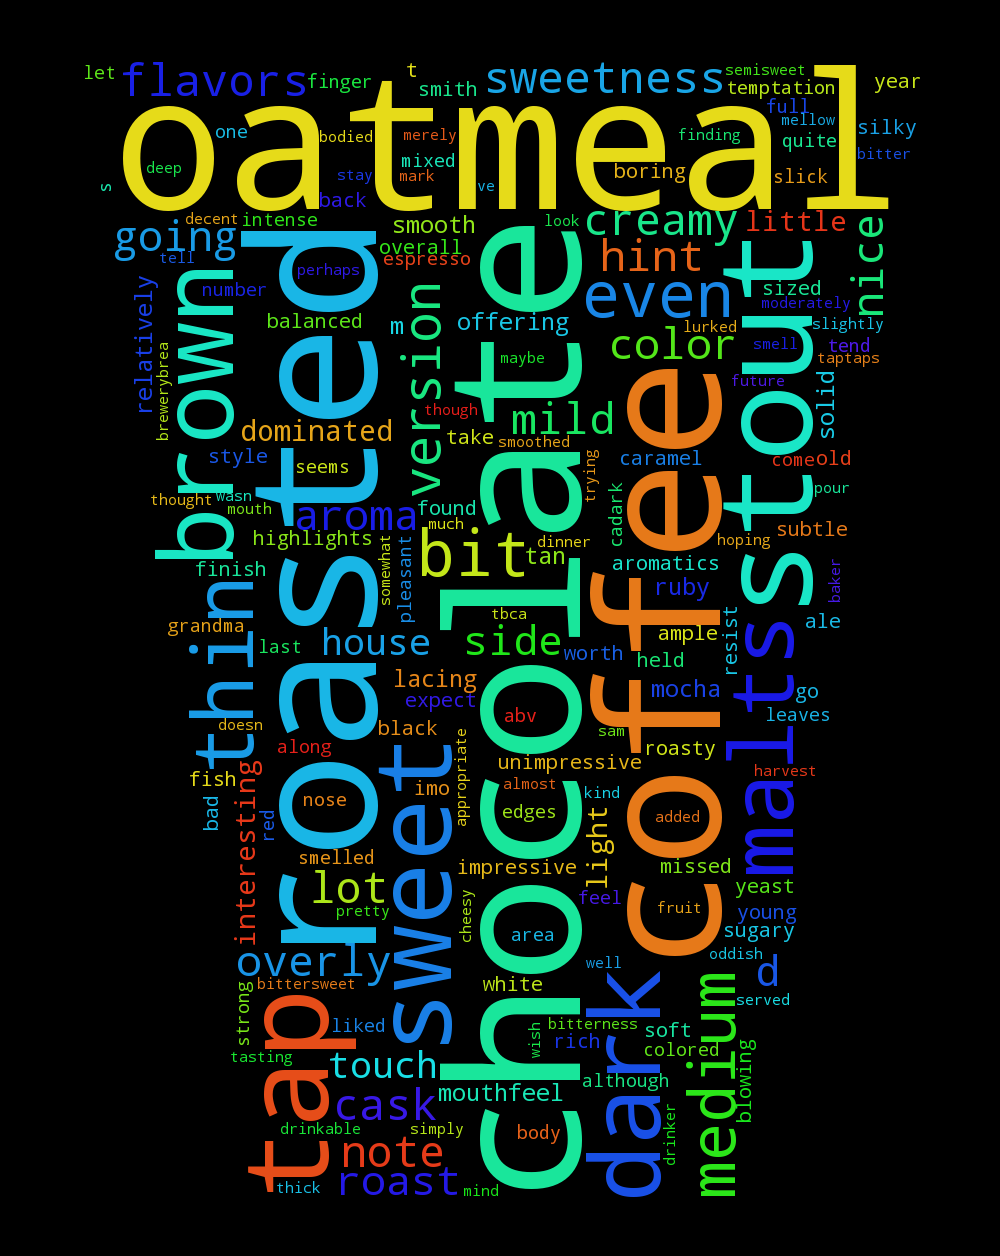 let
flavors
finger
t
smith
sweetness
semisweet
temptation
year
oatmeal
one
bodied
merely
full
mellow
silky
finding
quite
bitter
deep
mixed
boring
slick
s
stay
mark
ve
back
decent
intense
smooth
look
creamy
little
nice
going
tell
overall
espresso
hint
perhaps
number
relatively
brown
roasted
chocolate
coffee
stout
even
sized
moderately
balanced
m
version
offering
lurked
slightly
color
smell
tend
taptaps
maybe
brewerybrea
future
though
mild
solid
dominated
take
smoothed
style
seems
trying
caramel
come
old
thought
wasn
mouth
aroma
found
cadark
pour
much
highlights
somewhat
pleasant
bit
dinner
tan
hoping
subtle
finish
aromatics
thin
ruby
baker
tbca
grandma
last
house
side
ample
resist
ale
worth
held
malts
lacing
expect
mocha
go
leaves
doesn
along
black
abv
sam
fish
sweet
appropriate
unimpressive
roasty
bad
interesting
red
nose
imo
almost
kind
harvest
edges
added
smelled
impressive
light
missed
lot
pretty
cheesy
feel
yeast
fruit
young
area
sugary
overly
oddish
bittersweet
well
white
dark
medium
d
strong
tap
liked
wish
bitterness
served
rich
soft
tasting
touch
colored
blowing
mouthfeel
although
cask
drinkable
simply
body
drinker
note
roast
thick
mind